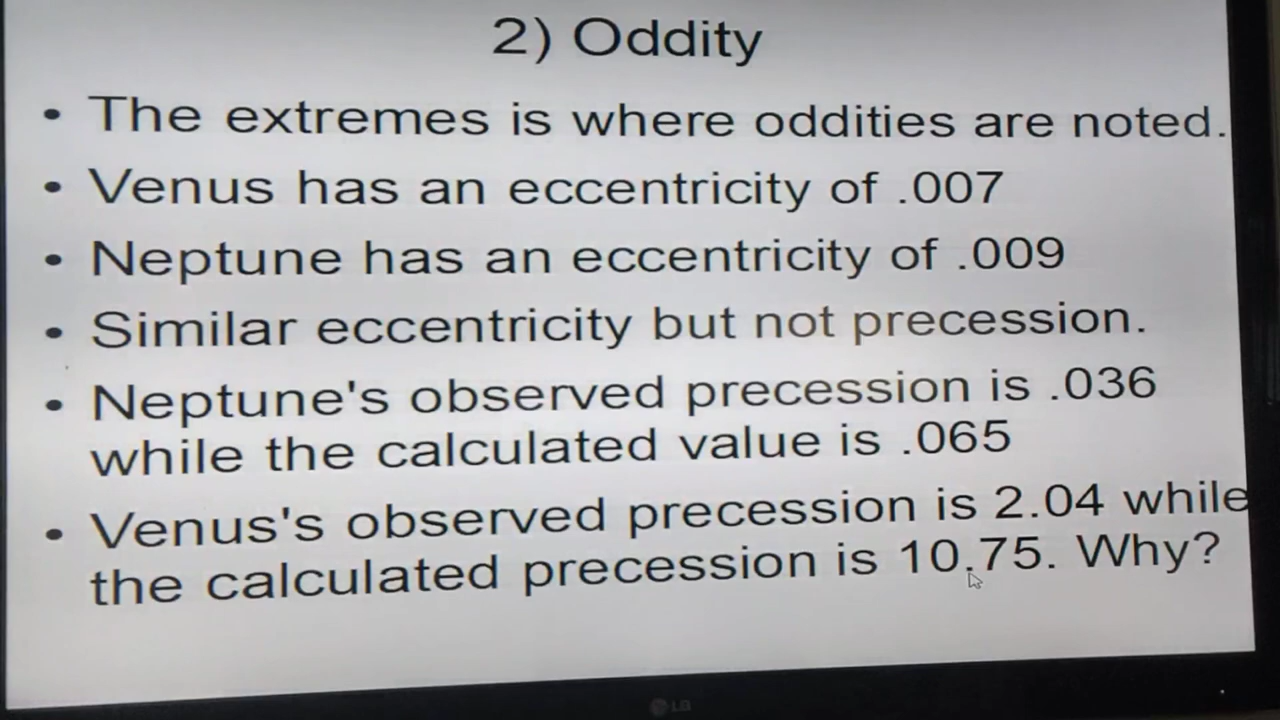 2) Oddity
• The extremes is where oddities are noted.
• Venus has an eccentricity of .007
• Neptune has an eccentricity of .009
• Similar eccentricity but not precession.
• Neptune's observed precession is .036
while the calculated value is .065
• Venus's observed precession is 2.04 while
the calculated precession is 10.75. Why?
LG